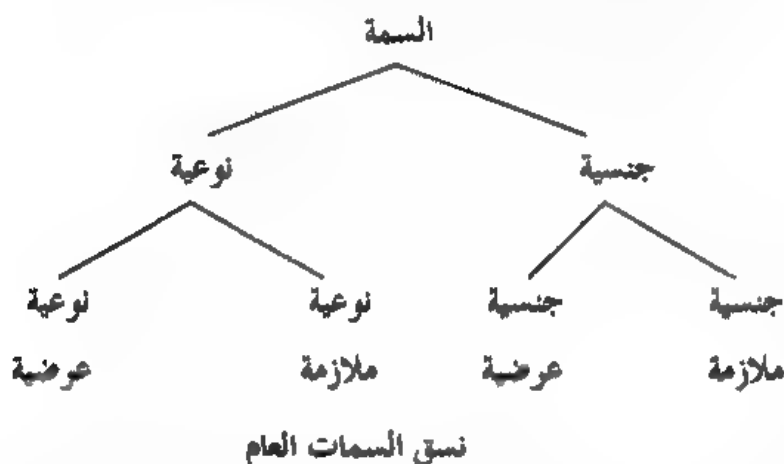 السمة
جنسية نوعية
جنسية جنسية نوعية نوعية
ملازمة عرضية ملازمة عرضية
نسق السمات العام